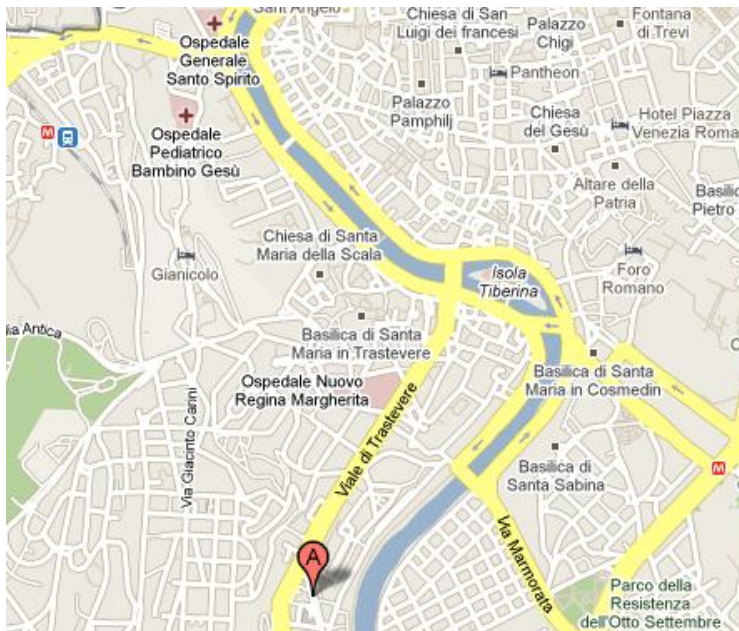 Sant'Angelo
Chiesa di San
Luigi dei francesi
Palazzo
Chigi
Fontana
di Trevi
Ospedale
Generale
Santo Spirito
Pantheon
Palazzo
Pamphilj
Chiesa
del Gesù
Hotel Piazza
Venezia Roma
M
Ospedale
Pediatrico
Bambino Gesù
Altare della
Patria
Basilic
Pietro
Chiesa di Santa
Maria della Scala
Gianicolo
Isola
Tiberina
Foro
Romano
ia Antica
Basilica di Santa
Maria in Trastevere
Basilica di Santa
Maria in Cosmedin
Ospedale Nuovo
Regina Margherita
Via Giacinto Carini
Viale di Trastevere
Basilica di
Santa Sabina
M
Via Marmorata
A
Parco della
Resistenza
dell'Otto Settembre